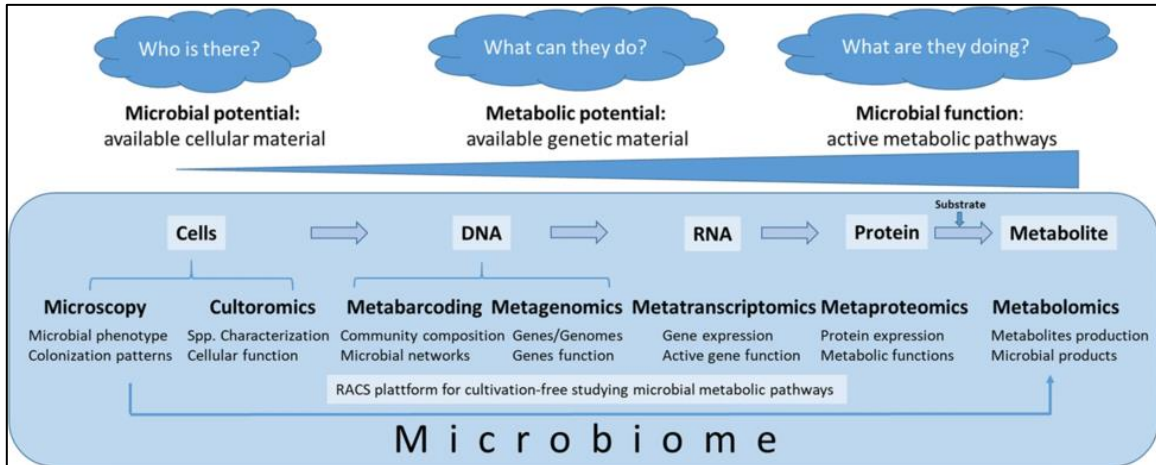 Who is there?
What can they do?
What are they doing?
Microbial potential:
available cellular material
Metabolic potential:
available genetic material
Microbial function:
active metabolic pathways
Substrate
Cells
DNA
RNA
Protein
Metabolite
Microscopy
Microbial phenotype
Colonization patterns
Cultoromics
Spp. Characterization
Cellular function
Metabarcoding
Community composition
Microbial networks
Metagenomics
Genes/Genomes
Genes function
Metatranscriptomics
Gene expression
Active gene function
Metaproteomics
Protein expression
Metabolic functions
Metabolomics
Metabolites production
Microbial products
RACS plattform for cultivation-free studying microbial metabolic pathways
Microbiome